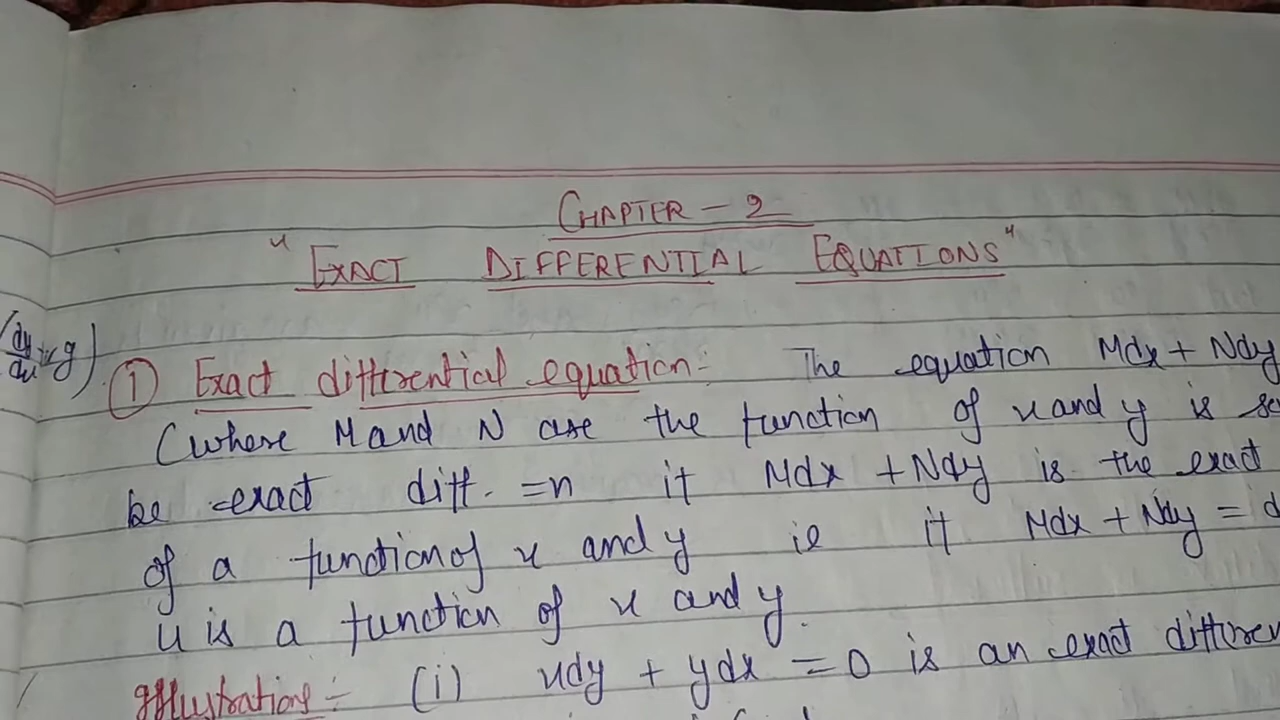 CHAPTER - 2
"EXACT DIFFERENTIAL EQUATIONS"
① Exact differential equation:- The equation Mdx + Ndy
(where M and N are the function of x and y is
be exact diff. =n if Mdx + Ndy is the exact
of a function of x and y ie if Mdx + Ndy = d
u is a function of x and y.
Illustration:- (i) xdy + ydx = 0 is an exact differen